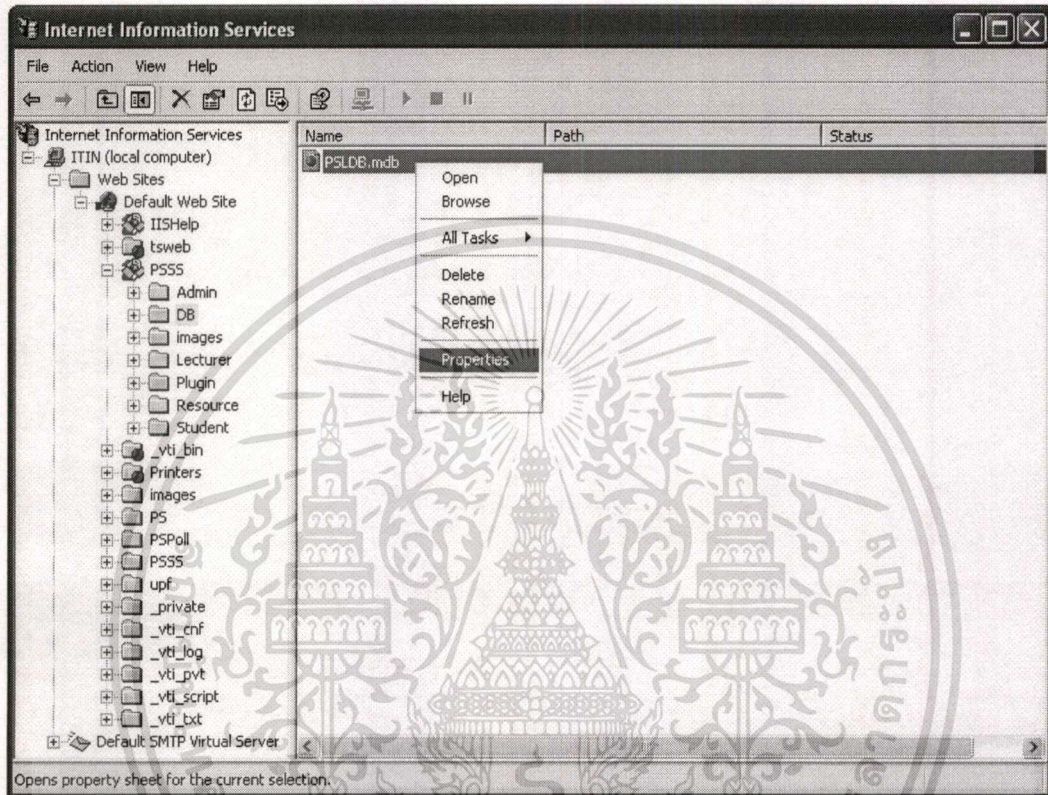 Internet Information Services
File Action View Help
Internet Information Services
ITIN (local computer)
Web Sites
Default Web Site
IISHelp
tsweb
PSSS
Admin
DB
images
Lecturer
Plugin
Resource
Student
_vti_bin
Printers
images
PS
PSPoll
PSSS
upf
_private
_vti_cnf
_vti_log
_vti_pvt
_vti_script
_vti_txt
Default SMTP Virtual Server
Name Path Status
PSLDB.mdb
Open
Browse
All Tasks
Delete
Rename
Refresh
Properties
Help
Opens property sheet for the current selection.